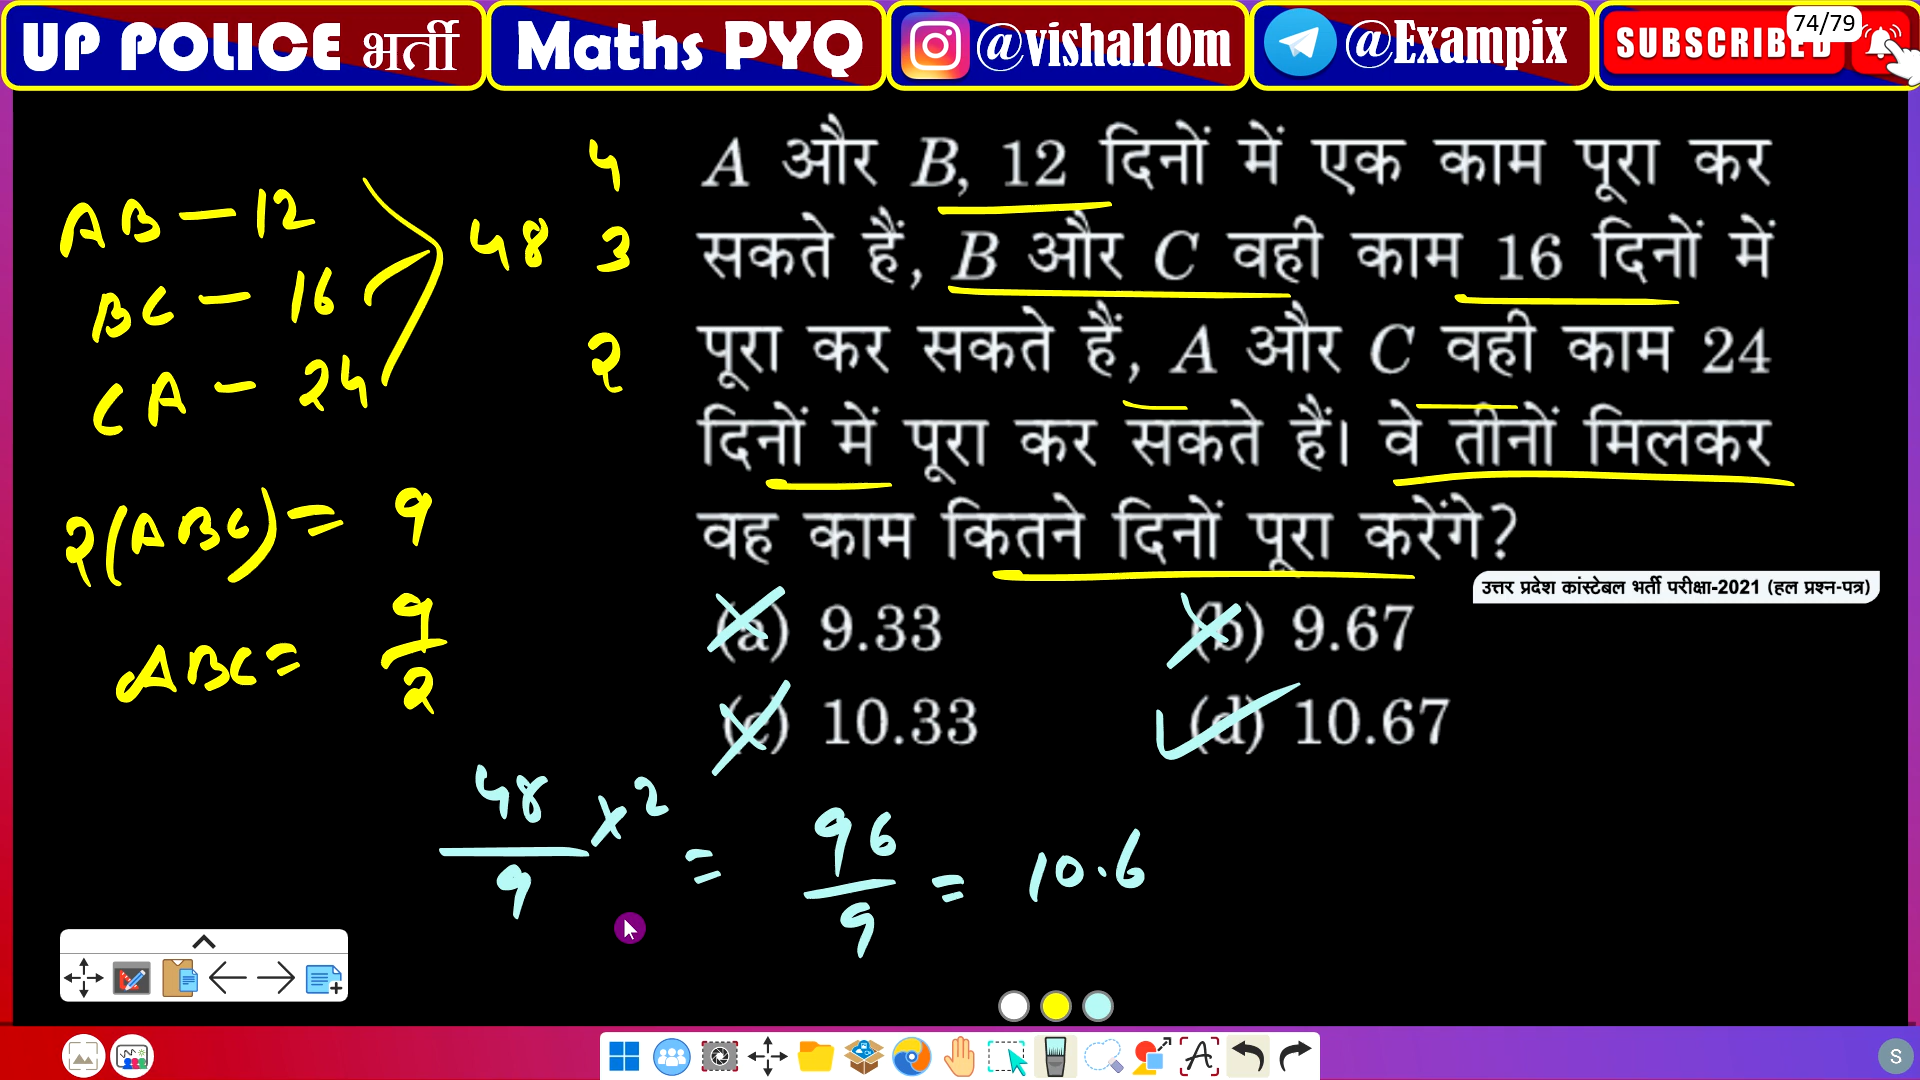 UP POLICE भर्ती
Maths PYQ
@vishal10m
@Exampix
SUBSCRIBED
74/79
A और B, 12 दिनों में एक काम पूरा कर
सकते हैं, B और C वही काम 16 दिनों में
पूरा कर सकते हैं, A और C वही काम 24
दिनों में पूरा कर सकते हैं। वे तीनों मिलकर
वह काम कितने दिनों पूरा करेंगे?
उत्तर प्रदेश कांस्टेबल भर्ती परीक्षा-2021 (हल प्रश्न-पत्र)
(a) 9.33 (b) 9.67
(c) 10.33 (d) 10.67
AB - 12
BC - 16
CA - 24
48
4
3
2
2(ABC) = 9
ABC = 9/2
48/9 x 2 = 96/9 = 10.6
S